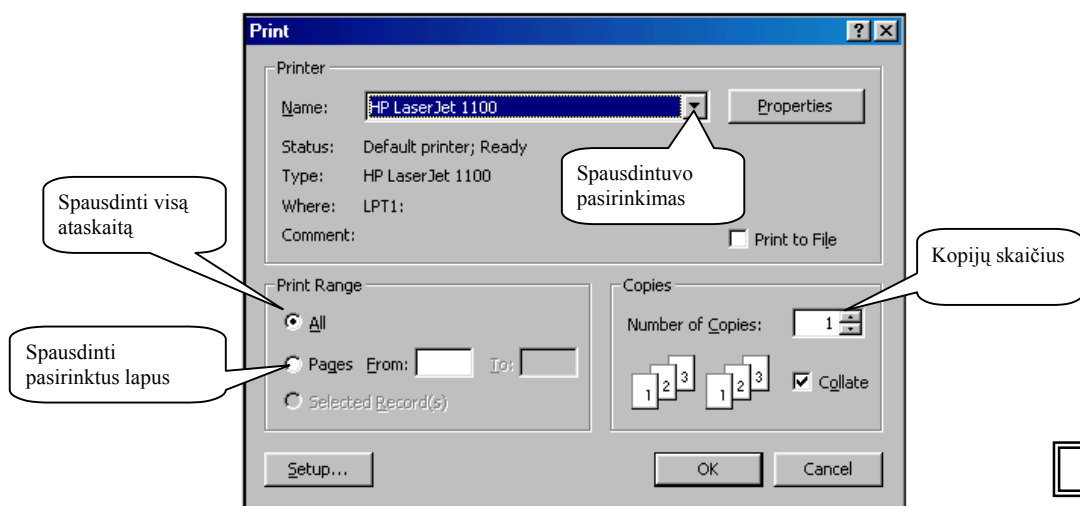 Print
Printer
Name: HP LaserJet 1100 Properties
Status: Default printer; Ready
Type: HP LaserJet 1100
Where: LPT1:
Comment:
Print to File
Spausdintuvo
pasirinkimas
Spausdinti visą
ataskaitą
Kopijų skaičius
Print Range
All
Pages From: To:
Selected Record(s)
Spausdinti
pasirinktus lapus
Copies
Number of Copies: 1
1 2 3 1 2 3 Collate
Setup... OK Cancel